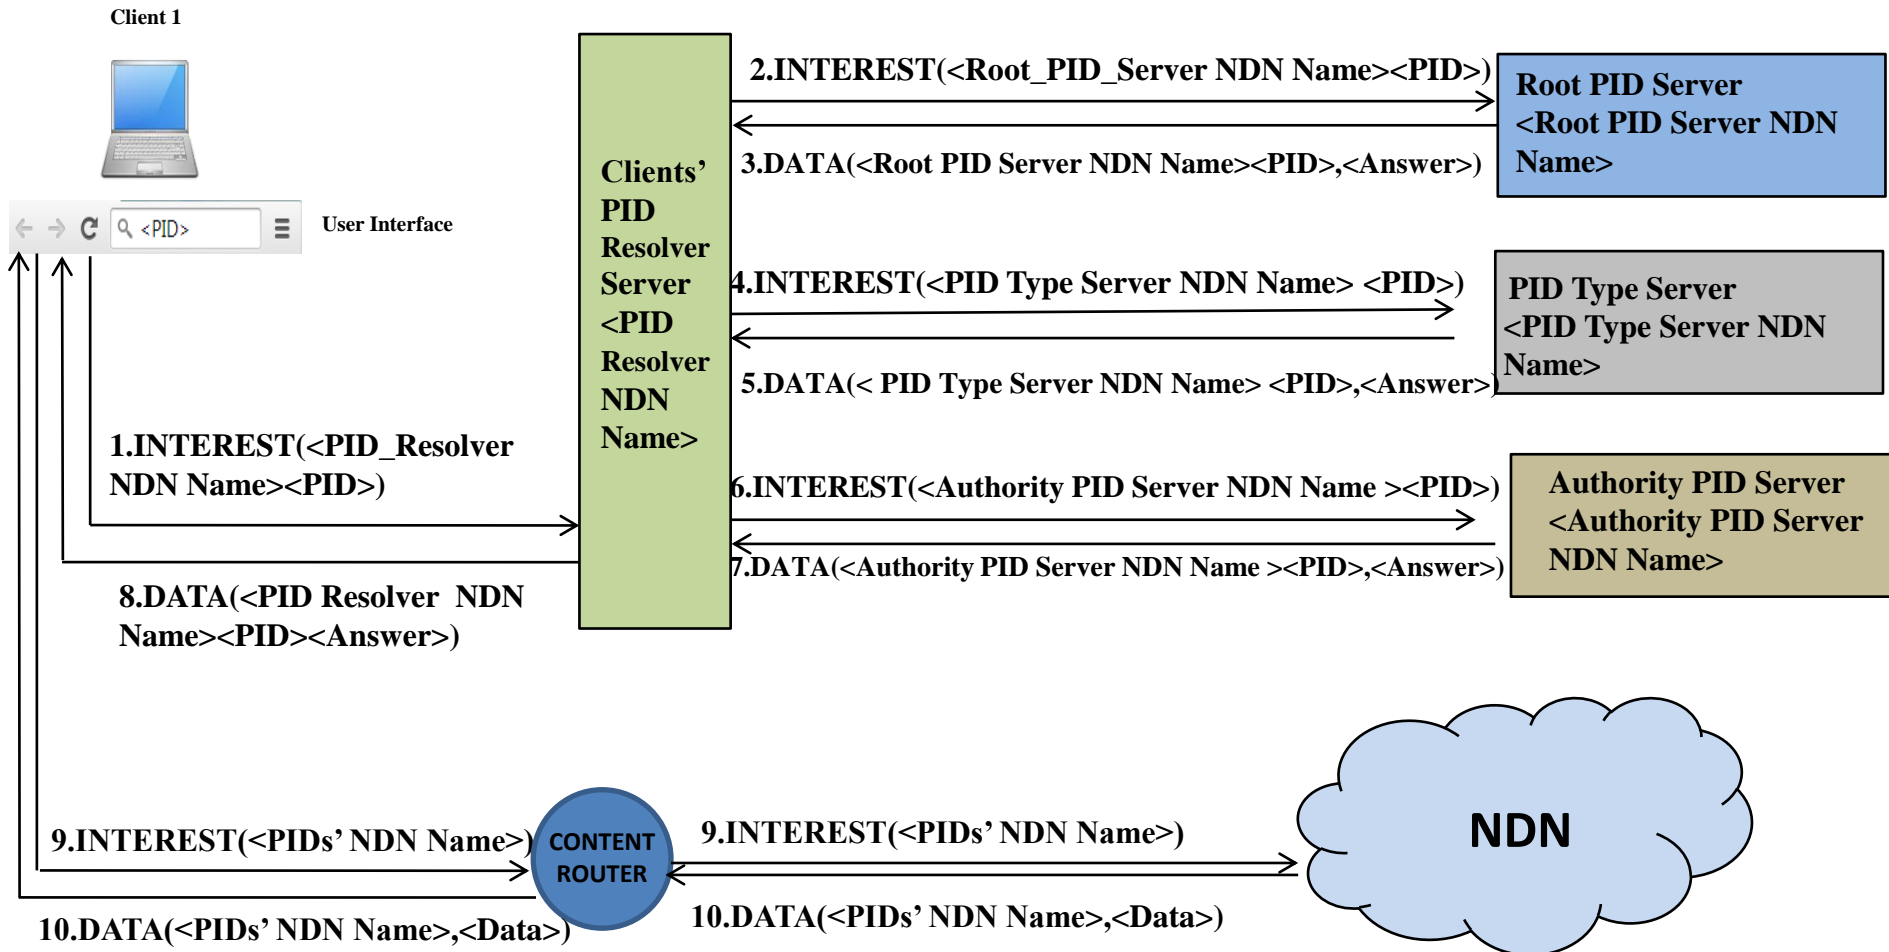 Client 1
<PID>
User Interface
Clients'
PID
Resolver
Server
<PID
Resolver
NDN
Name>
2.INTEREST(<Root_PID_Server NDN Name><PID>)
3.DATA(<Root PID Server NDN Name><PID>,<Answer>)
Root PID Server
<Root PID Server NDN
Name>
4.INTEREST(<PID Type Server NDN Name> <PID>)
5.DATA(< PID Type Server NDN Name> <PID>,<Answer>)
PID Type Server
<PID Type Server NDN
Name>
1.INTEREST(<PID_Resolver
NDN Name><PID>)
6.INTEREST(<Authority PID Server NDN Name ><PID>)
7.DATA(<Authority PID Server NDN Name ><PID>,<Answer>)
Authority PID Server
<Authority PID Server
NDN Name>
8.DATA(<PID Resolver  NDN
Name><PID><Answer>)
9.INTEREST(<PIDs' NDN Name>)
CONTENT
ROUTER
9.INTEREST(<PIDs' NDN Name>)
NDN
10.DATA(<PIDs' NDN Name>,<Data>)
10.DATA(<PIDs' NDN Name>,<Data>)